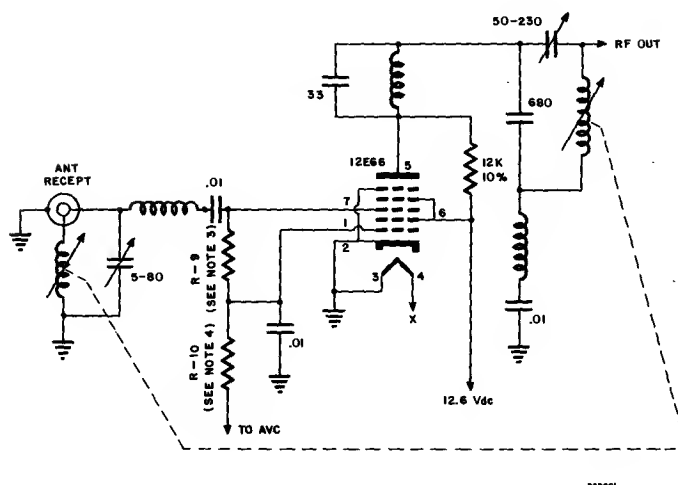 50-230
RF OUT
33
680
12E66
5
12K
10%
ANT
RECEPT
.01
7
6
1
2
5-80
R-9
(SEE NOTE 3)
3
4
X
.01
.01
R-10
(SEE NOTE 4)
12.6 Vdc
TO AVC